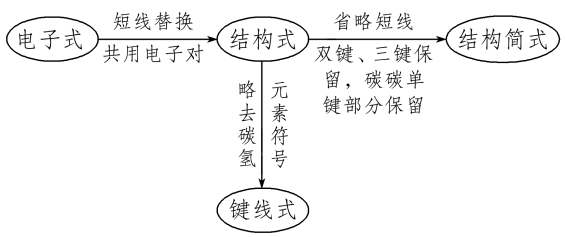 电子式
短线替换
共用电子对
结构式
省略短线
双键、三键保
留，碳碳单
键部分保留
结构简式
略去碳氢
元素符号
键线式